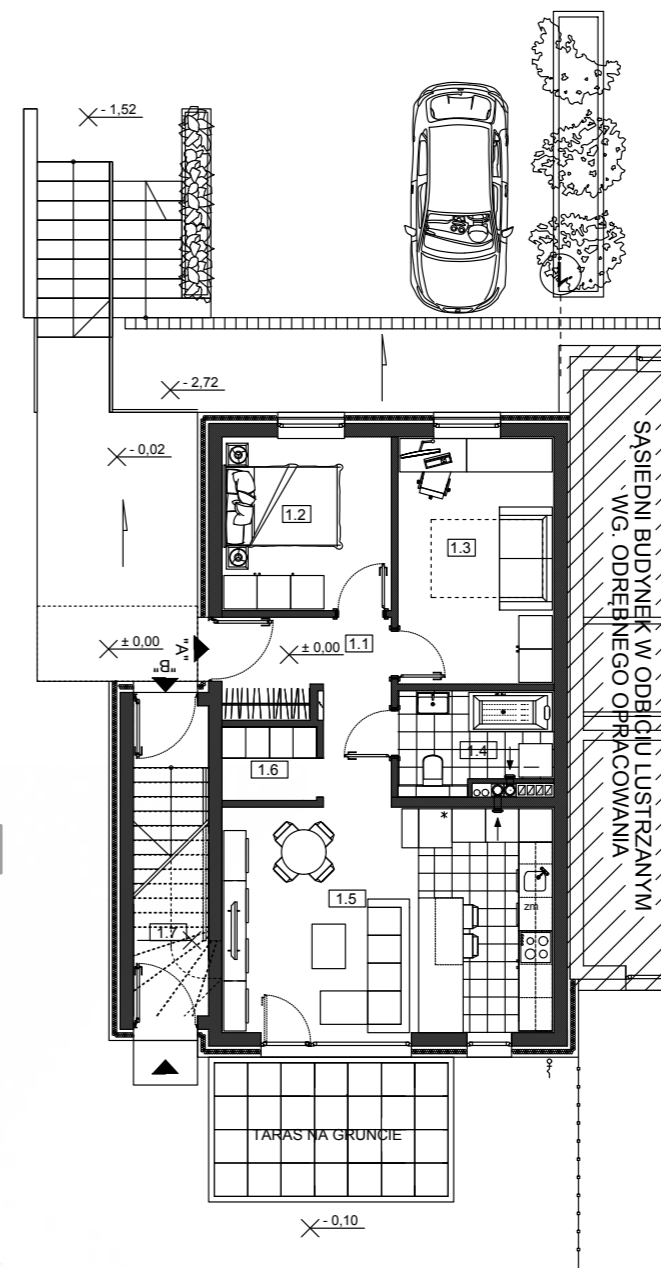 - 1,52
- 2,72
- 0,02
1.2
1.3
± 0,00
"A"
± 0,00
1.1
"B"
1.4
1.6
*
1.5
zm
1.7
TARAS NA GRUNCIE
- 0,10
SĄSIEDNI BUDYNEK W ODBICIU LUSTRZANYM
WG. ODRĘBNEGO OPRACOWANIA